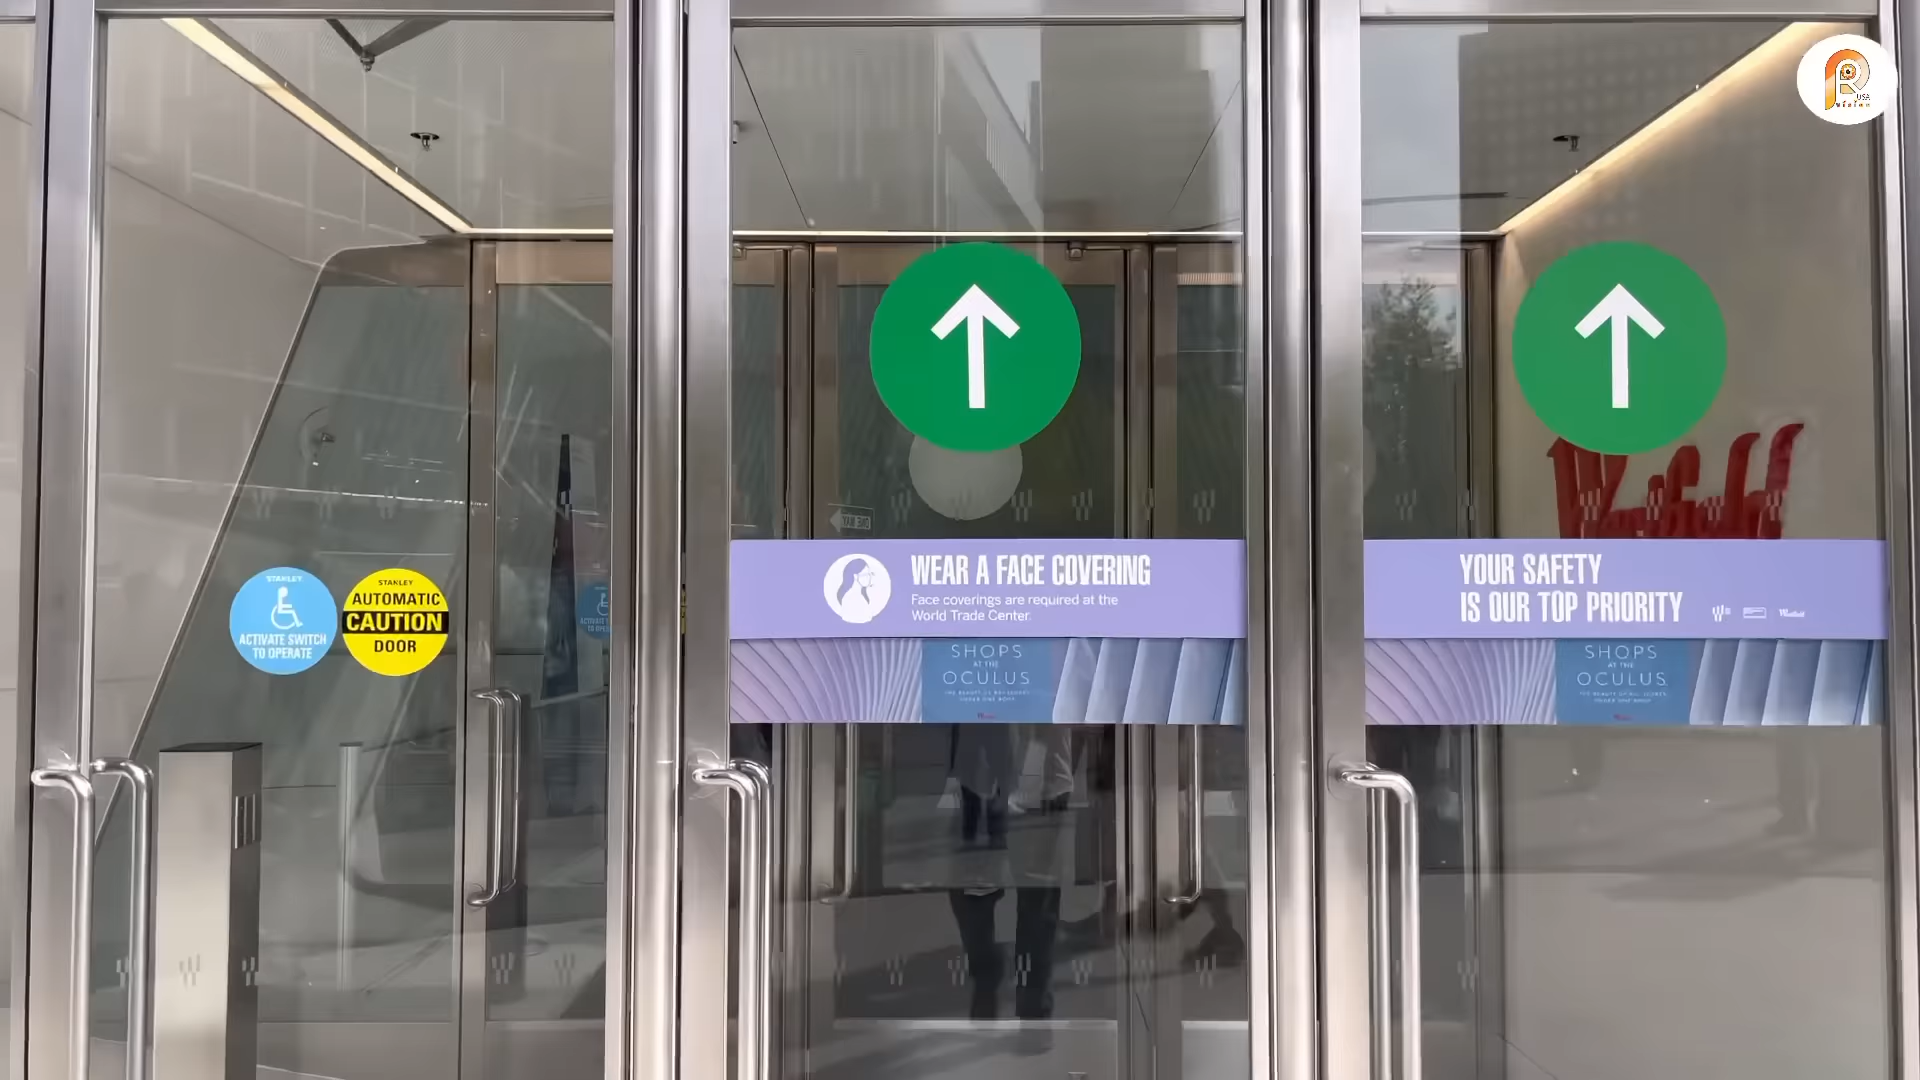 STANLEY
ACTIVATE SWITCH
TO OPERATE
STANLEY
AUTOMATIC
CAUTION
DOOR
WEAR A FACE COVERING
Face coverings are required at the
World Trade Center.
SHOPS
AT THE
OCULUS
YOUR SAFETY
IS OUR TOP PRIORITY
Westfield
SHOPS
AT THE
OCULUS
Westfield
USA